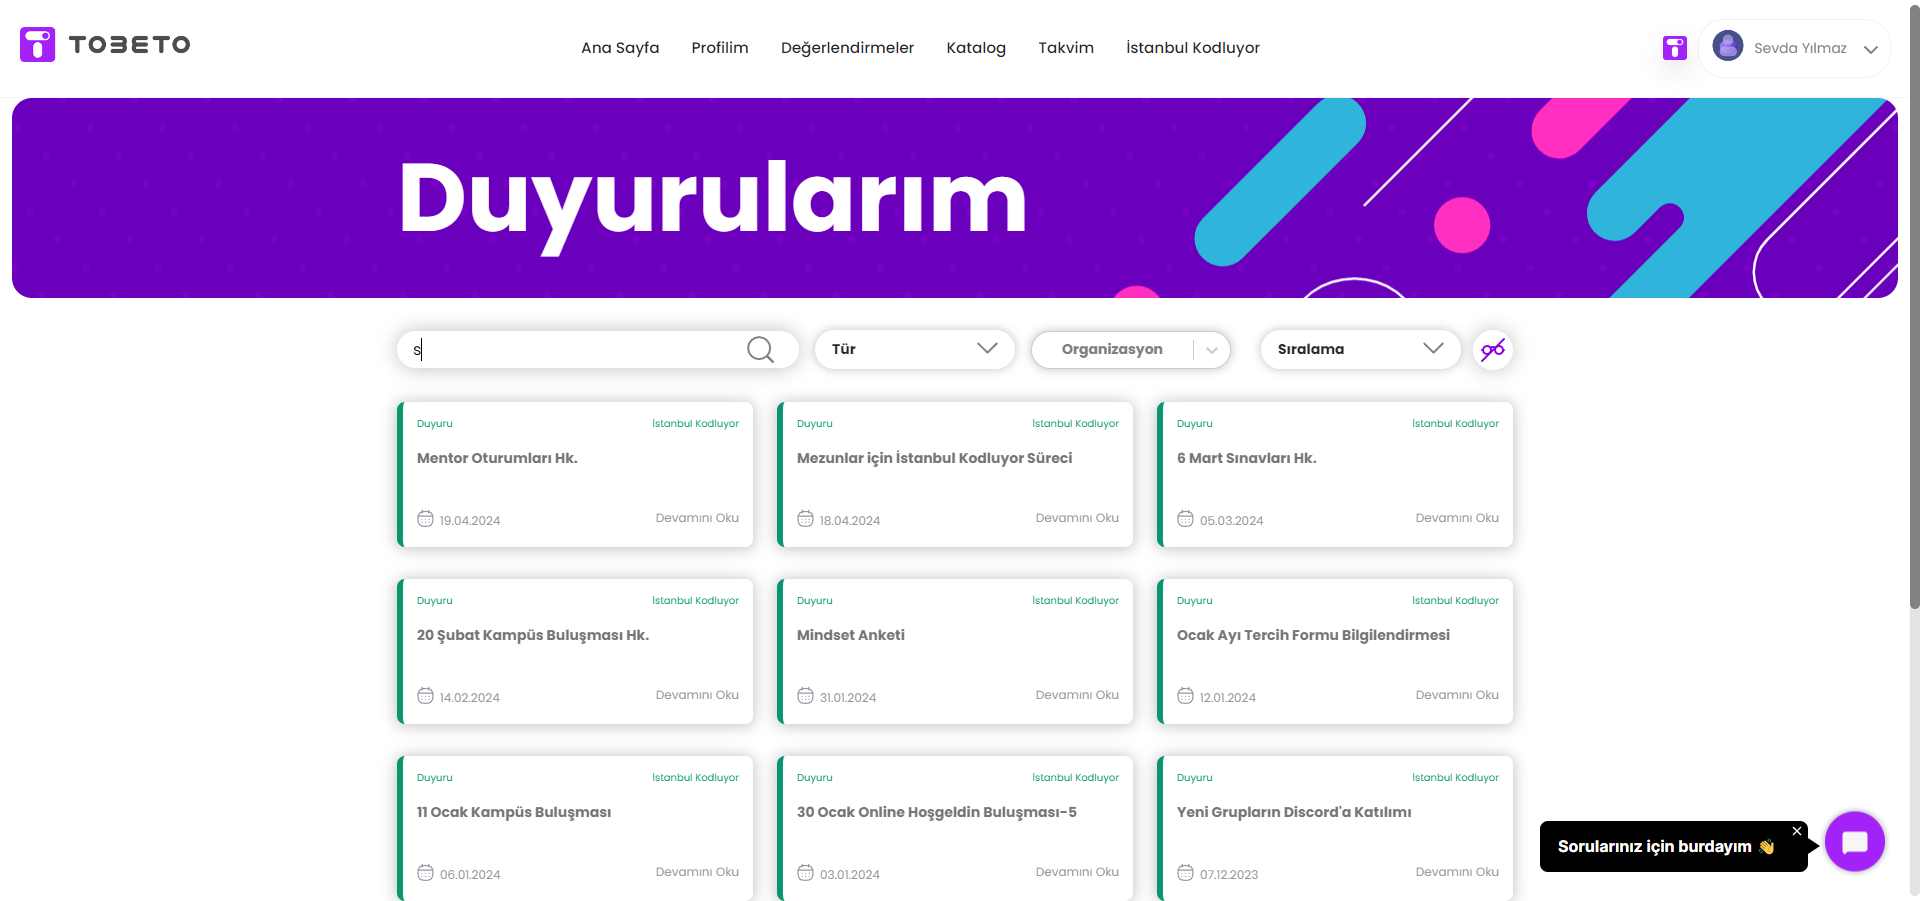 TOBETO
Ana Sayfa Profilim Değerlendirmeler Katalog Takvim İstanbul Kodluyor
Sevda Yılmaz
Duyurularım
s
Tür
Organizasyon
Sıralama
Duyuru İstanbul Kodluyor
Mentor Oturumları Hk.
19.04.2024 Devamını Oku
Duyuru İstanbul Kodluyor
Mezunlar için İstanbul Kodluyor Süreci
18.04.2024 Devamını Oku
Duyuru İstanbul Kodluyor
6 Mart Sınavları Hk.
05.03.2024 Devamını Oku
Duyuru İstanbul Kodluyor
20 Şubat Kampüs Buluşması Hk.
14.02.2024 Devamını Oku
Duyuru İstanbul Kodluyor
Mindset Anketi
31.01.2024 Devamını Oku
Duyuru İstanbul Kodluyor
Ocak Ayı Tercih Formu Bilgilendirmesi
12.01.2024 Devamını Oku
Duyuru İstanbul Kodluyor
11 Ocak Kampüs Buluşması
06.01.2024 Devamını Oku
Duyuru İstanbul Kodluyor
30 Ocak Online Hoşgeldin Buluşması-5
03.01.2024 Devamını Oku
Duyuru İstanbul Kodluyor
Yeni Grupların Discord'a Katılımı
07.12.2023 Devamını Oku
Sorularınız için burdayım 👋